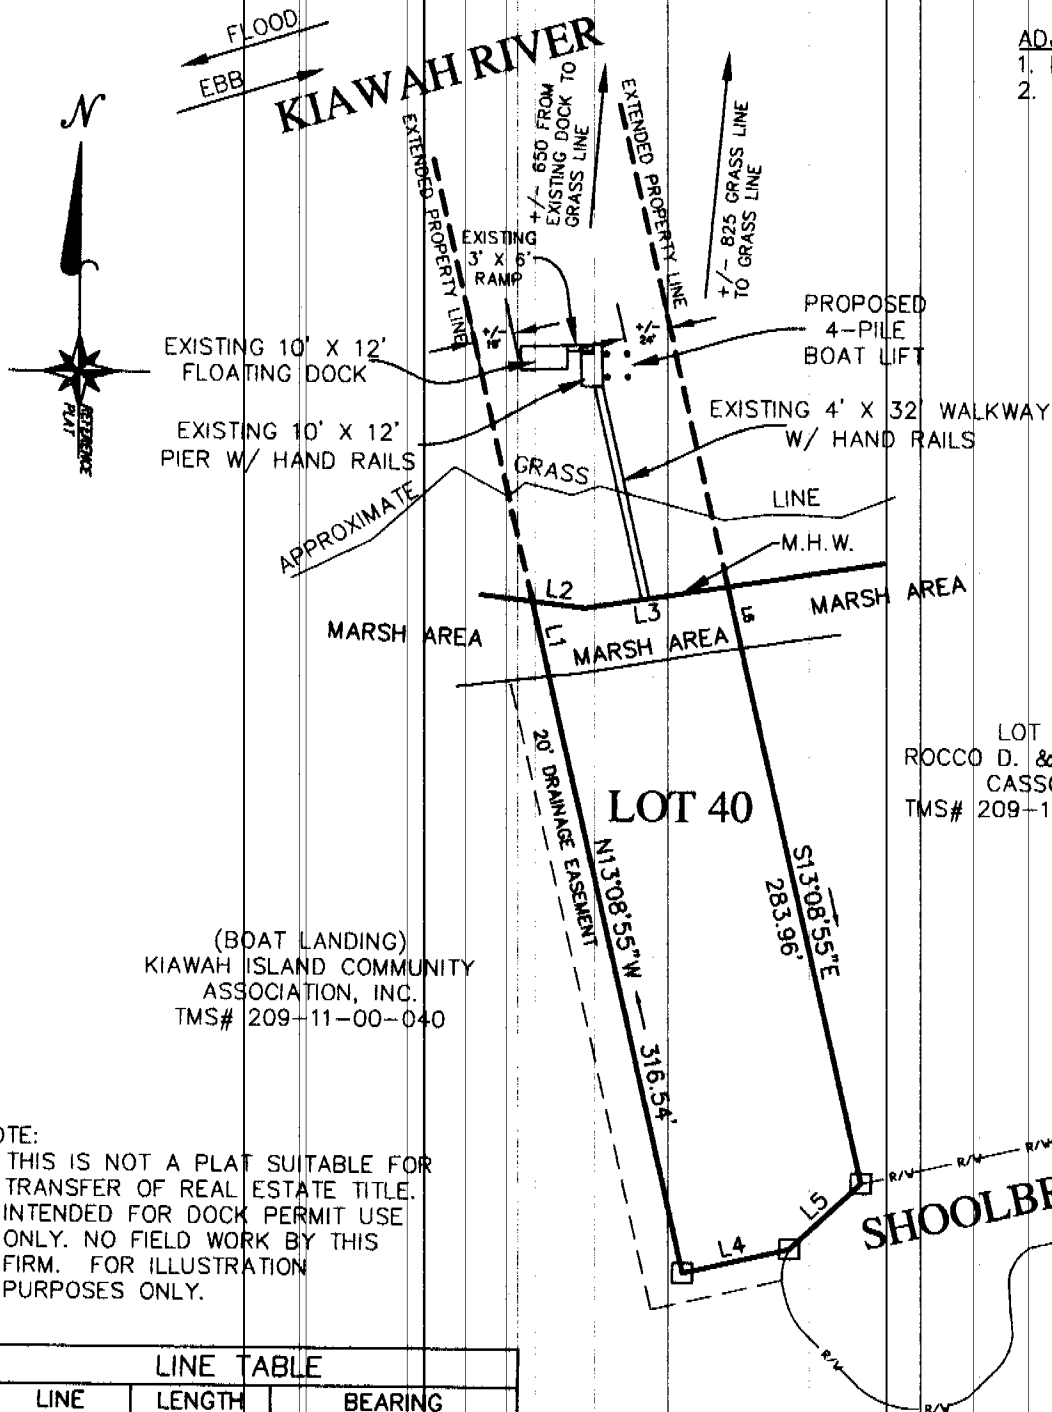 FLOOD
EBB
KIAWAH RIVER
N
REFERENCE
PLAT
ADJ
1.
2.
EXTENDED PROPERTY LINE
+/- 650 FROM
EXISTING DOCK TO
GRASS LINE
EXTENDED PROPERTY LINE
+/- 825 GRASS LINE
TO GRASS LINE
EXISTING
3' X 6'
RAMP
+/-
+/-
24'
PROPOSED
4-PILE
BOAT LIFT
EXISTING 10' X 12'
FLOATING DOCK
EXISTING 10' X 12'
PIER W/ HAND RAILS
EXISTING 4' X 32' WALKWAY
W/ HAND RAILS
APPROXIMATE GRASS LINE
M.H.W.
L2
L3
L1
MARSH AREA
MARSH AREA
MARSH AREA
20' DRAINAGE EASEMENT
LOT 40
LOT
ROCCO D. &
CASSO
TMS# 209-1
N13°08'55"W
316.54'
S13°08'55"E
283.96'
(BOAT LANDING)
KIAWAH ISLAND COMMUNITY
ASSOCIATION, INC.
TMS# 209-11-00-040
OTE:
THIS IS NOT A PLAT SUITABLE FOR
TRANSFER OF REAL ESTATE TITLE.
INTENDED FOR DOCK PERMIT USE
ONLY. NO FIELD WORK BY THIS
FIRM. FOR ILLUSTRATION
PURPOSES ONLY.
L4
L5
R/W
R/W
R/W
SHOOLBR
R/W
R/W
LINE TABLE
LINE LENGTH BEARING